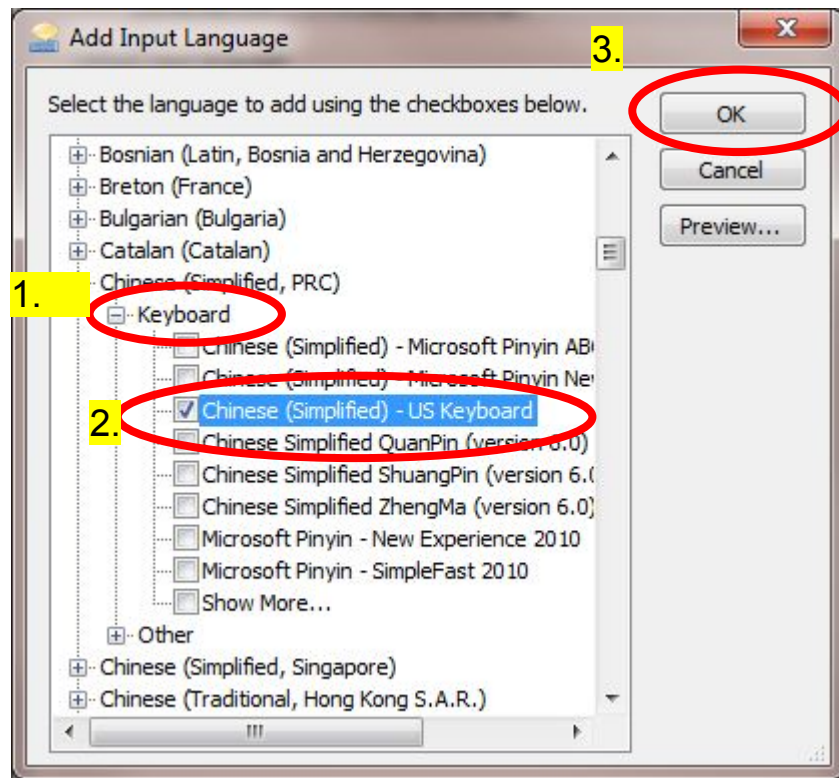 Add Input Language
3.
Select the language to add using the checkboxes below.
OK
Cancel
Preview...
Bosnian (Latin, Bosnia and Herzegovina)
Breton (France)
Bulgarian (Bulgaria)
Catalan (Catalan)
Chinese (Simplified, PRC)
1.
Keyboard
Chinese (Simplified) - Microsoft Pinyin AB
Chinese (Simplified) - Microsoft Pinyin Ne
2.
Chinese (Simplified) - US Keyboard
Chinese Simplified QuanPin (version 6.0)
Chinese Simplified ShuangPin (version 6.
Chinese Simplified ZhengMa (version 6.0)
Microsoft Pinyin - New Experience 2010
Microsoft Pinyin - SimpleFast 2010
Show More...
Other
Chinese (Simplified, Singapore)
Chinese (Traditional, Hong Kong S.A.R.)